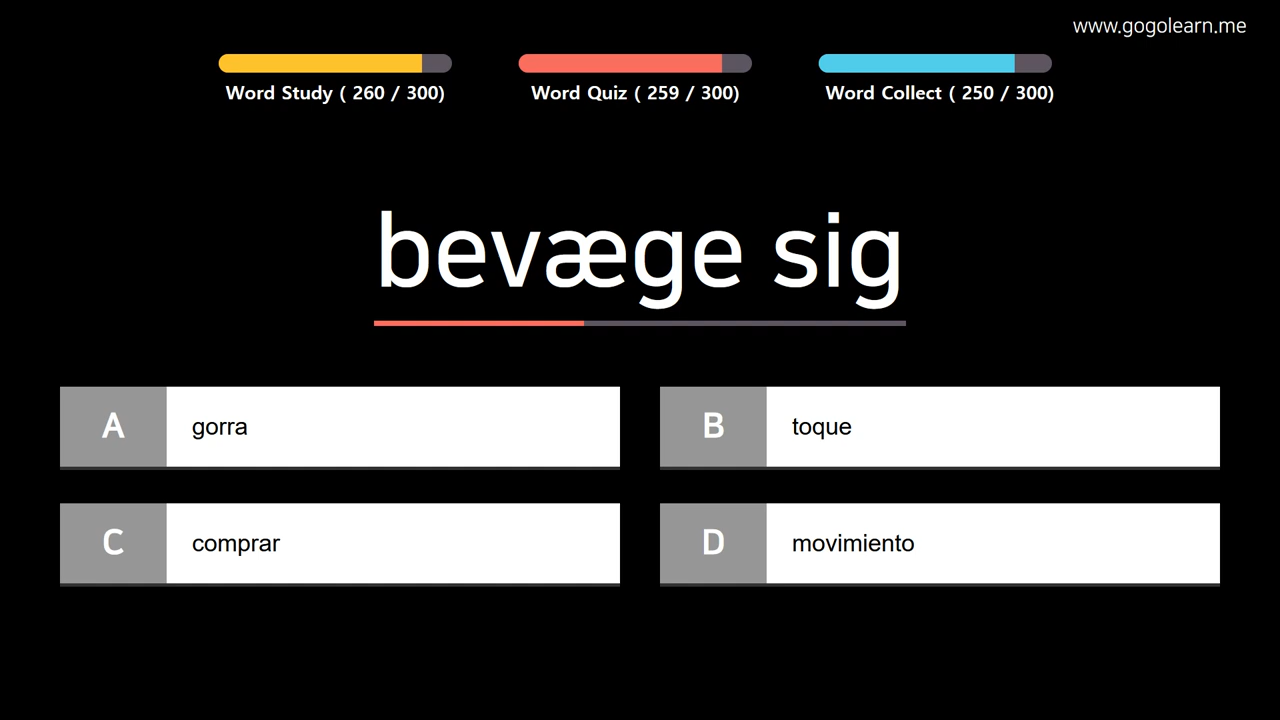 www.gogolearn.me
Word Study ( 260 / 300)
Word Quiz ( 259 / 300)
Word Collect ( 250 / 300)
bevæge sig
A gorra
B toque
C comprar
D movimiento